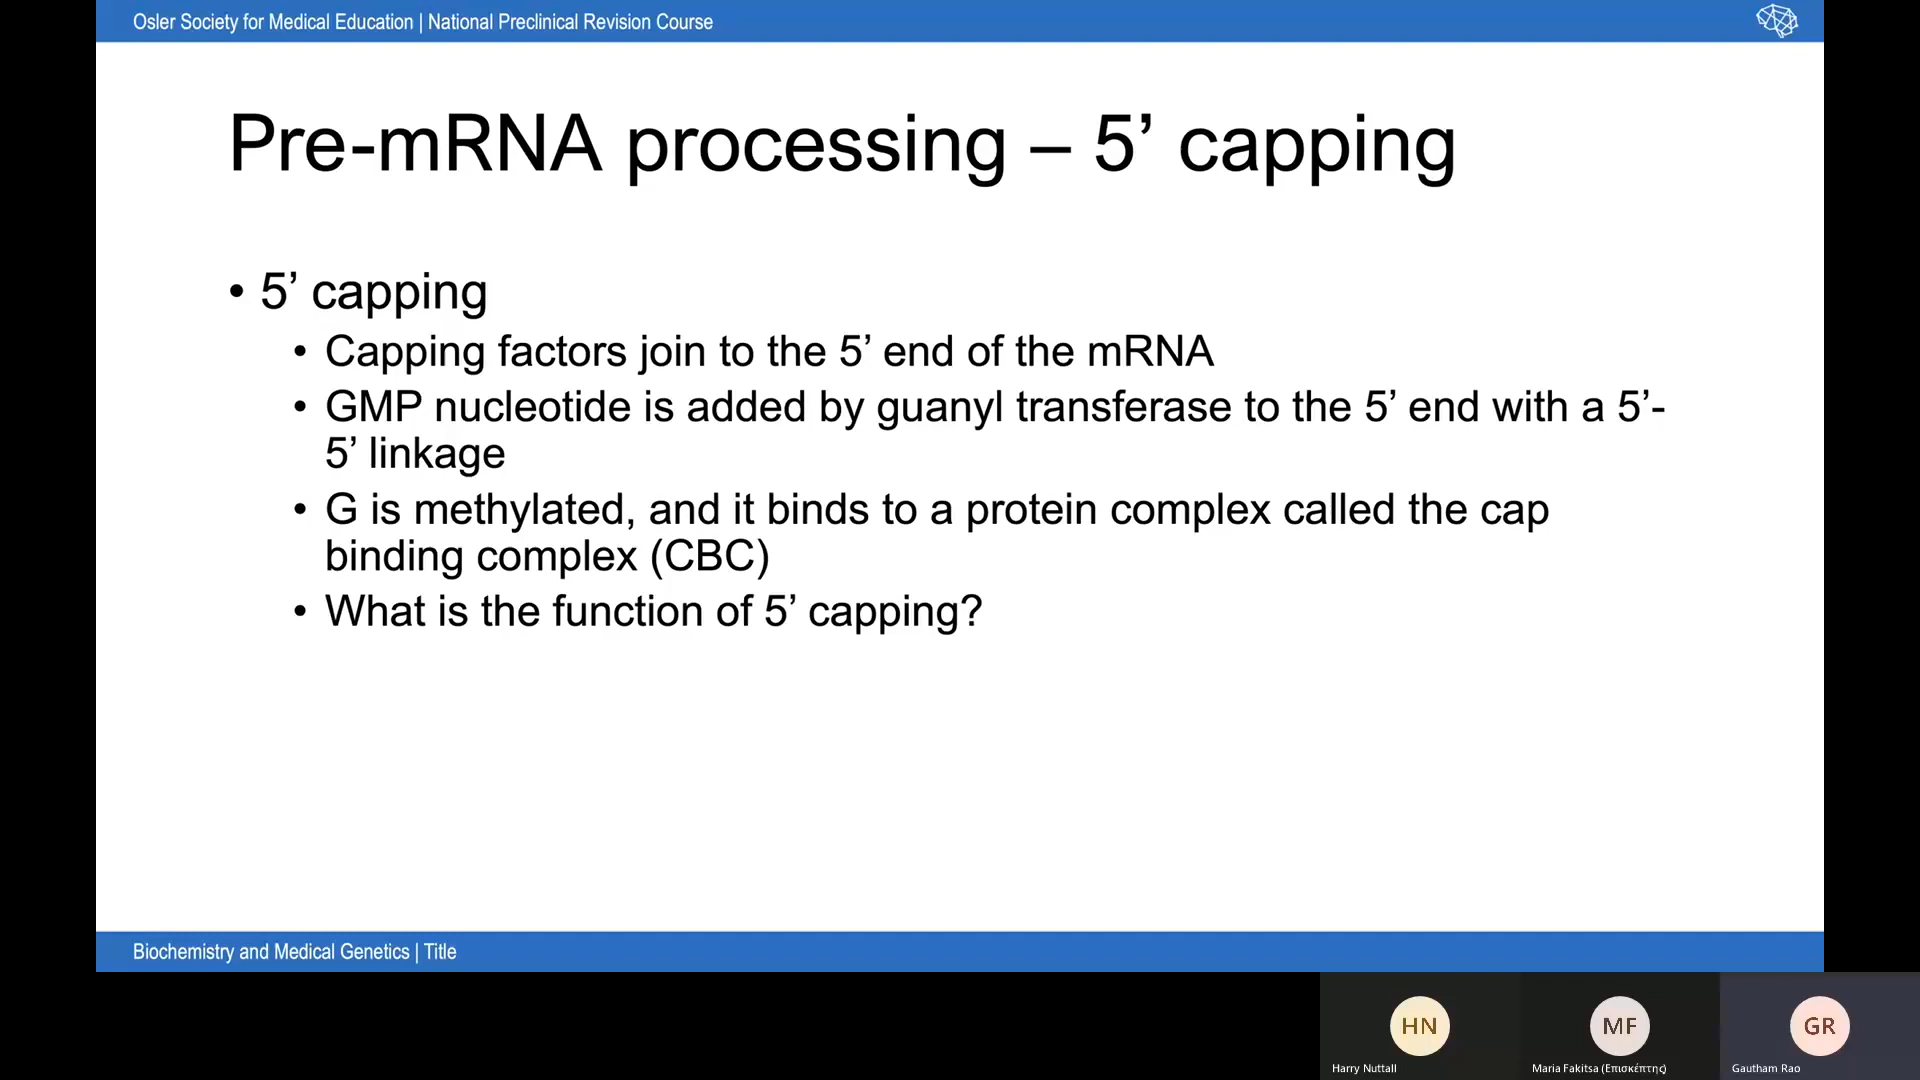 Osler Society for Medical Education | National Preclinical Revision Course
Pre-mRNA processing – 5’ capping
• 5’ capping
• Capping factors join to the 5’ end of the mRNA
• GMP nucleotide is added by guanyl transferase to the 5’ end with a 5’-
5’ linkage
• G is methylated, and it binds to a protein complex called the cap
binding complex (CBC)
• What is the function of 5’ capping?
Biochemistry and Medical Genetics | Title
HN
MF
GR
Harry Nuttall
Maria Fakitsa (Επισκέπτης)
Gautham Rao